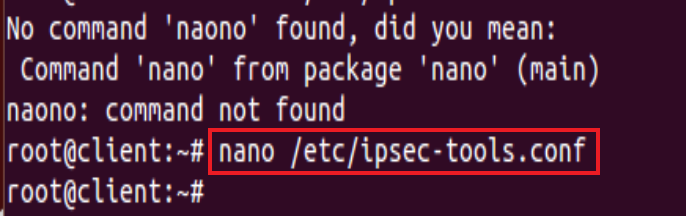 No command 'naono' found, did you mean:
 Command 'nano' from package 'nano' (main)
naono: command not found
root@client:~# nano /etc/ipsec-tools.conf
root@client:~#